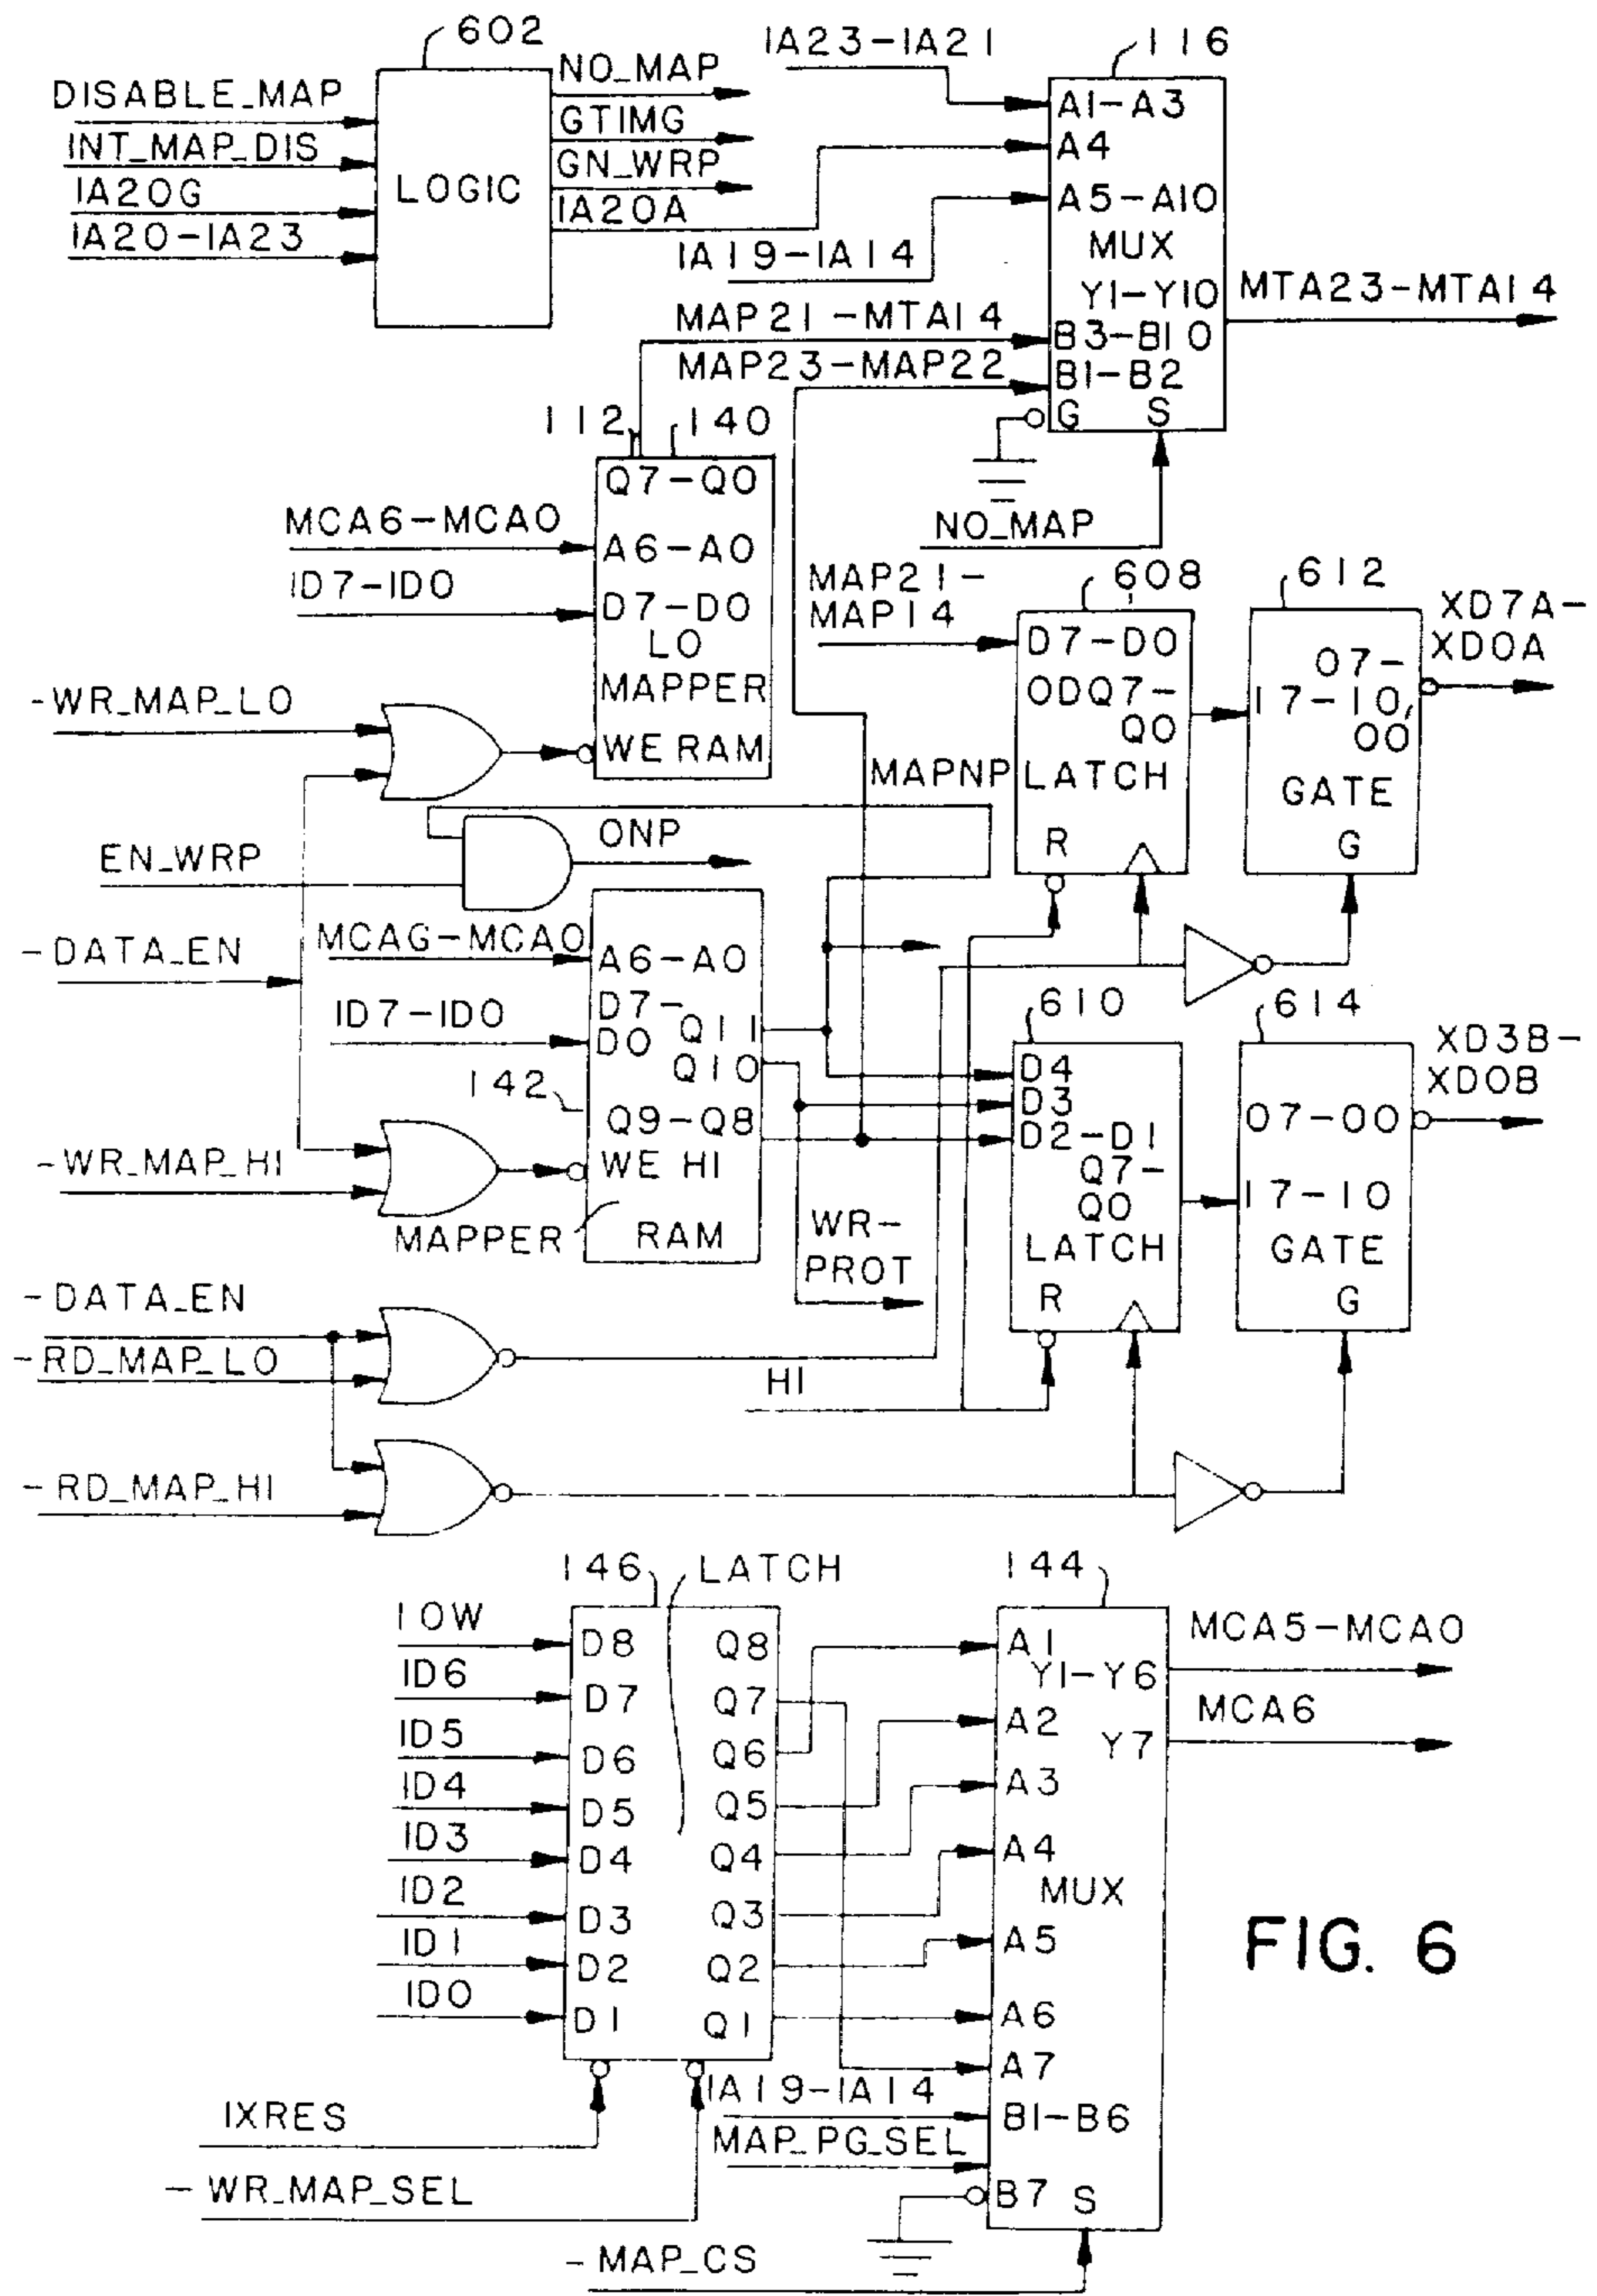 602
DISABLE_MAP
INT_MAP_DIS
IA20G
IA20-IA23
LOGIC
NO_MAP
GTIMG
GN_WRP
IA20A
IA23-IA21
116
A1-A3
A4
A5-A10
MUX
Y1-Y10
B3-B10
B1-B2
G S
IA19-IA14
MAP21-MTA14
MAP23-MAP22
MTA23-MTA14
NO_MAP
112 140
Q7-Q0
MCA6-MCA0
A6-A0
ID7-ID0
D7-D0
LO
MAPPER
WE RAM
-WR_MAP_LO
MAP21-
MAP14
608
D7-D0
ODQ7-
Q0
LATCH
R
612
07-
17-10,
00
GATE
G
XD7A-
XD0A
MAPNP
EN_WRP
ONP
-DATA_EN
MCAG-MCA0
A6-A0
ID7-ID0
D7-
D0
Q11
Q10
142
Q9-Q8
WE HI
MAPPER
RAM
-WR_MAP_HI
WR-
PROT
610
D4
D3
D2-D1
Q7-
Q0
LATCH
R
614
07-00
17-10
GATE
G
XD3B-
XD0B
-DATA_EN
-RD_MAP_LO
HI
-RD_MAP_HI
146
LATCH
IOW
ID6
ID5
ID4
ID3
ID2
ID1
ID0
D8 Q8
D7 Q7
D6 Q6
D5 Q5
D4 Q4
D3 Q3
D2 Q2
D1 Q1
IXRES
-WR_MAP_SEL
144
A1
Y1-Y6
A2
Y7
A3
A4
MUX
A5
A6
A7
B1-B6
B7 S
MCA5-MCA0
MCA6
IA19-IA14
MAP_PG_SEL
-MAP_CS
FIG. 6